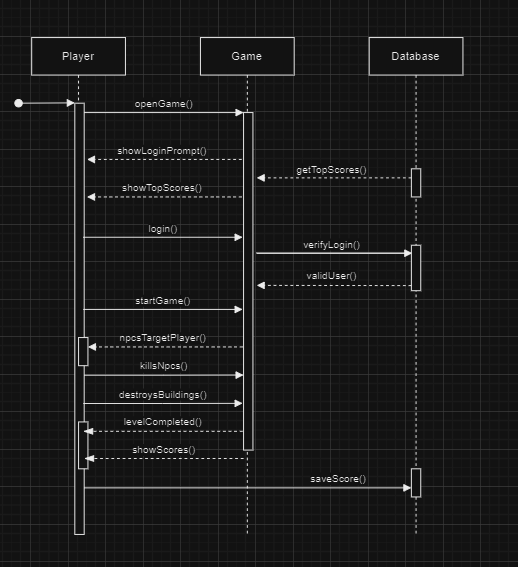 Player
Game
Database
openGame()
showLoginPrompt()
getTopScores()
showTopScores()
login()
verifyLogin()
validUser()
startGame()
npcsTargetPlayer()
killsNpcs()
destroysBuildings()
levelCompleted()
showScores()
saveScore()